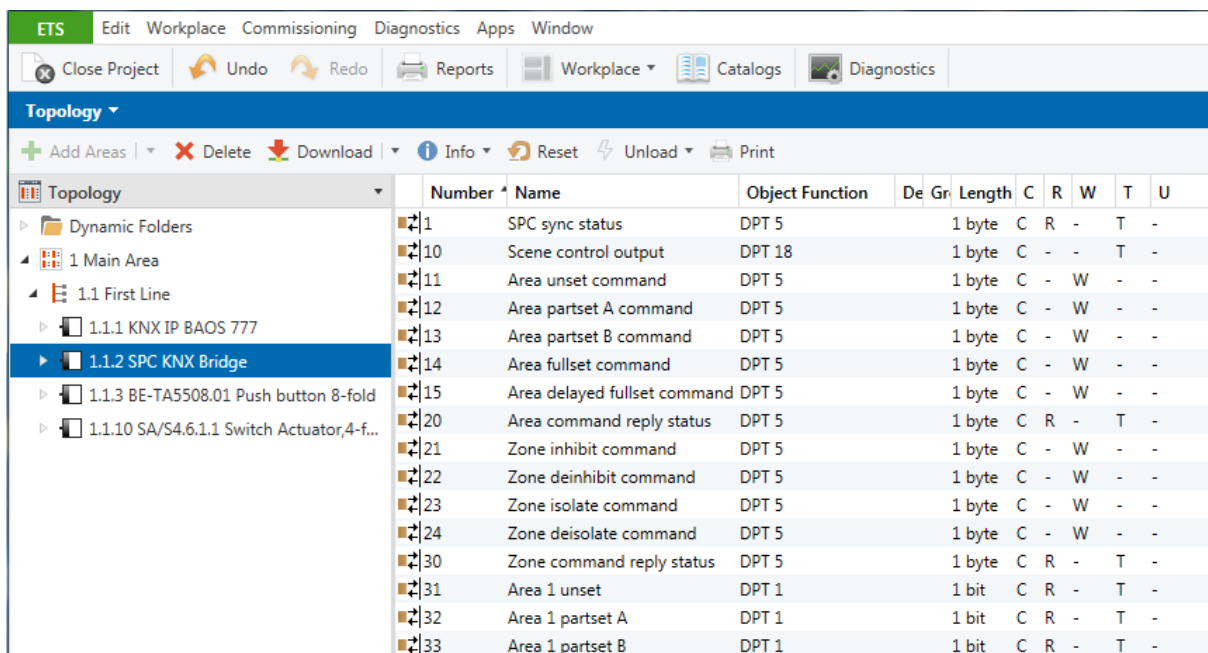 ETS Edit Workplace Commissioning Diagnostics Apps Window
Close Project Undo Redo Reports Workplace Catalogs Diagnostics
Topology
Add Areas Delete Download Info Reset Unload Print
Topology
Dynamic Folders
1 Main Area
1.1 First Line
1.1.1 KNX IP BAOS 777
1.1.2 SPC KNX Bridge
1.1.3 BE-TA5508.01 Push button 8-fold
1.1.10 SA/S4.6.1.1 Switch Actuator,4-f...
Number Name Object Function De Gr Length C R W T U
1 SPC sync status DPT 5 1 byte C R - T -
10 Scene control output DPT 18 1 byte C - - T -
11 Area unset command DPT 5 1 byte C - W - -
12 Area partset A command DPT 5 1 byte C - W - -
13 Area partset B command DPT 5 1 byte C - W - -
14 Area fullset command DPT 5 1 byte C - W - -
15 Area delayed fullset command DPT 5 1 byte C - W - -
20 Area command reply status DPT 5 1 byte C R - T -
21 Zone inhibit command DPT 5 1 byte C - W - -
22 Zone deinhibit command DPT 5 1 byte C - W - -
23 Zone isolate command DPT 5 1 byte C - W - -
24 Zone deisolate command DPT 5 1 byte C - W - -
30 Zone command reply status DPT 5 1 byte C R - T -
31 Area 1 unset DPT 1 1 bit C R - T -
32 Area 1 partset A DPT 1 1 bit C R - T -
33 Area 1 partset B DPT 1 1 bit C R - T -